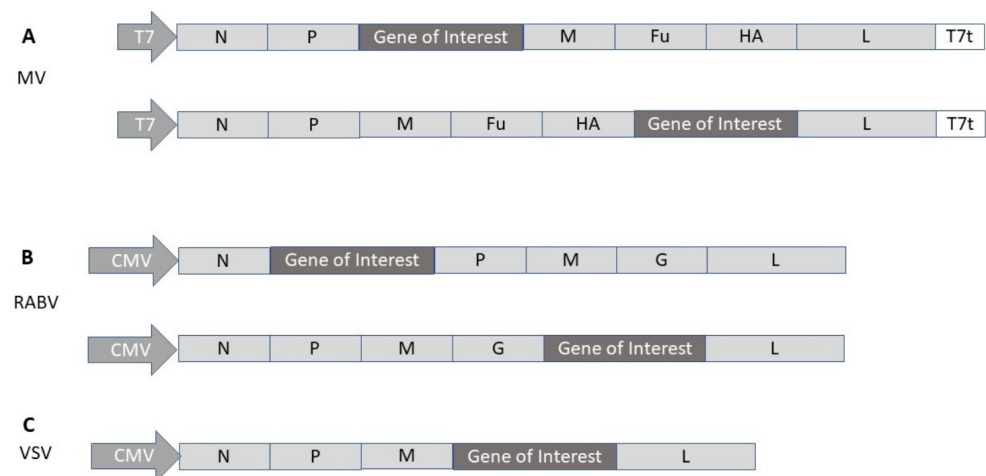 A
T7 N P Gene of Interest M Fu HA L T7t
MV
T7 N P M Fu HA Gene of Interest L T7t
B
CMV N Gene of Interest P M G L
RABV
CMV N P M G Gene of Interest L
C
VSV
CMV N P M Gene of Interest L